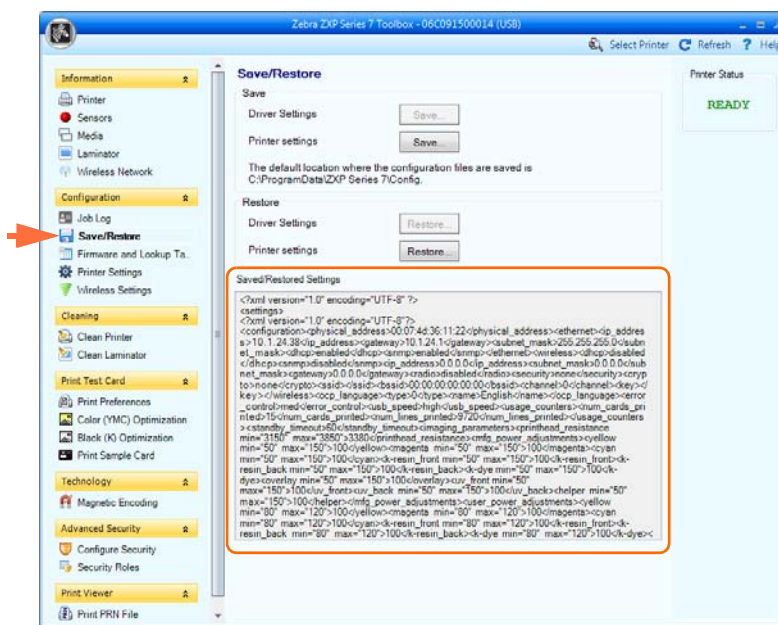 Zebra ZXP Series 7 Toolbox - 06C091500014 (USB)
Select Printer Refresh ? Help
Information
Printer
Sensors
Media
Laminator
Wireless Network
Configuration
Job Log
Save/Restore
Firmware and Lookup Ta..
Printer Settings
Wireless Settings
Cleaning
Clean Printer
Clean Laminator
Print Test Card
Print Preferences
Color (YMC) Optimization
Black (K) Optimization
Print Sample Card
Technology
Magnetic Encoding
Advanced Security
Configure Security
Security Roles
Print Viewer
Print PRN File
Save/Restore
Save
Driver Settings Save...
Printer settings Save...
The default location where the configuration files are saved is
C:\ProgramData\ZXP Series 7\Config.
Restore
Driver Settings Restore...
Printer settings Restore...
Saved/Restored Settings
<?xml version="1.0" encoding="UTF-8" ?>
<settings>
<?xml version="1.0" encoding="UTF-8"?>
<configuration><physical_address>00:07:4d:36:11:22</physical_address><ethernet><ip_addres
s>10.1.24.38</ip_address><gateway>10.1.24.1</gateway><subnet_mask>255.255.255.0</subn
et_mask><dhcp>enabled</dhcp><snmp>enabled</snmp></ethernet><wireless><dhcp>disabled
</dhcp><snmp>disabled</snmp><ip_address>0.0.0.0</ip_address><subnet_mask>0.0.0.0</sub
net_mask><gateway>0.0.0.0</gateway><radio>disabled</radio><security>none</security><cryp
to>none</crypto><ssid></ssid><bssid>00:00:00:00:00:00</bssid><channel>0</channel><key></
key></wireless><ocp_language><type>0</type><name>English</name></ocp_language><error
_control>med</error_control><usb_speed>high</usb_speed><usage_counters><num_cards_pri
nted>15</num_cards_printed><num_lines_printed>9720</num_lines_printed></usage_counters
><standby_timeout>60</standby_timeout><imaging_parameters><printhead_resistance
min="3150" max="3850">3380</printhead_resistance><mfg_power_adjustments><yellow
min="50" max="150">100</yellow><magenta min="50" max="150">100</magenta><cyan
min="50" max="150">100</cyan><k-resin_front min="50" max="150">100</k-resin_front><k-
resin_back min="50" max="150">100</k-resin_back><k-dye min="50" max="150">100</k-
dye><overlay min="50" max="150">100</overlay><uv_front min="50"
max="150">100</uv_front><uv_back min="50" max="150">100</uv_back><helper min="50"
max="150">100</helper></mfg_power_adjustments><user_power_adjustments><yellow
min="80" max="120">100</yellow><magenta min="80" max="120">100</magenta><cyan
min="80" max="120">100</cyan><k-resin_front min="80" max="120">100</k-resin_front><k-
resin_back min="80" max="120">100</k-resin_back><k-dye min="80" max="120">100</k-dye><
Printer Status
READY